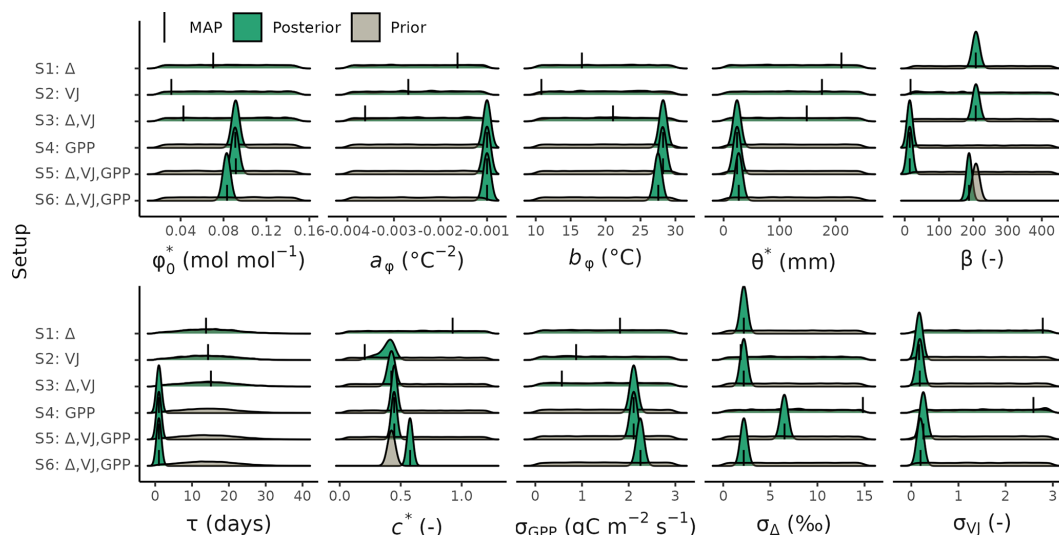 MAP Posterior Prior
S1: Δ
S2: VJ
S3: Δ,VJ
S4: GPP
S5: Δ,VJ,GPP
S6: Δ,VJ,GPP
0.04 0.08 0.12 0.16 -0.004 -0.003 -0.002 -0.001 10 15 20 25 30 0 100 200 0 100 200 300 400
φ₀* (mol mol⁻¹) aφ (°C⁻²) bφ (°C) θ* (mm) β (-)
Setup
S1: Δ
S2: VJ
S3: Δ,VJ
S4: GPP
S5: Δ,VJ,GPP
S6: Δ,VJ,GPP
0 10 20 30 40 0.0 0.5 1.0 0 1 2 3 0 5 10 15 0 1 2 3
τ (days) c* (-) σGPP (gC m⁻² s⁻¹) σΔ (‰) σVJ (-)